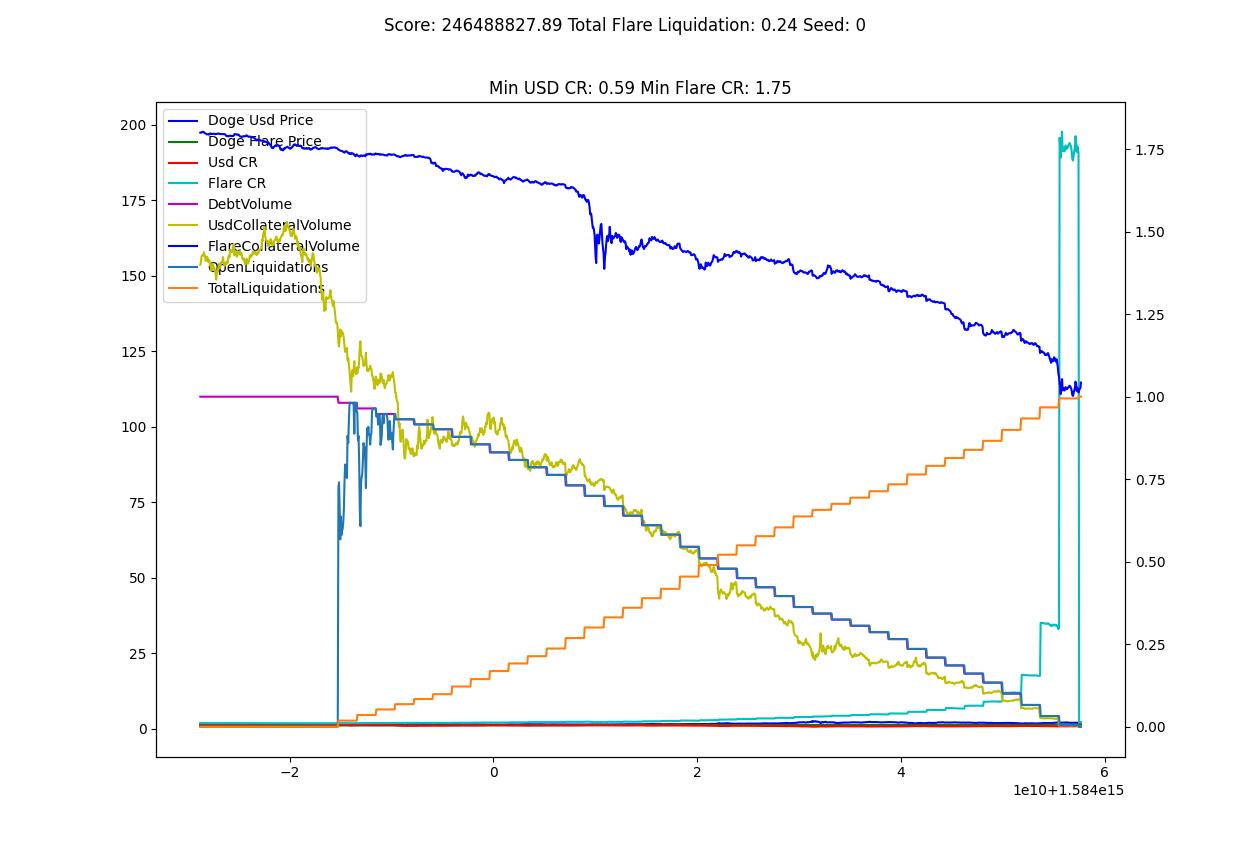 Score: 246488827.89 Total Flare Liquidation: 0.24 Seed: 0
Min USD CR: 0.59 Min Flare CR: 1.75
Doge Usd Price
Doge Flare Price
Usd CR
Flare CR
DebtVolume
UsdCollateralVolume
FlareCollateralVolume
OpenLiquidations
TotalLiquidations
200
175
150
125
100
75
50
25
0
1.75
1.50
1.25
1.00
0.75
0.50
0.25
0.00
−2 0 2 4 6
1e10+1.584e15